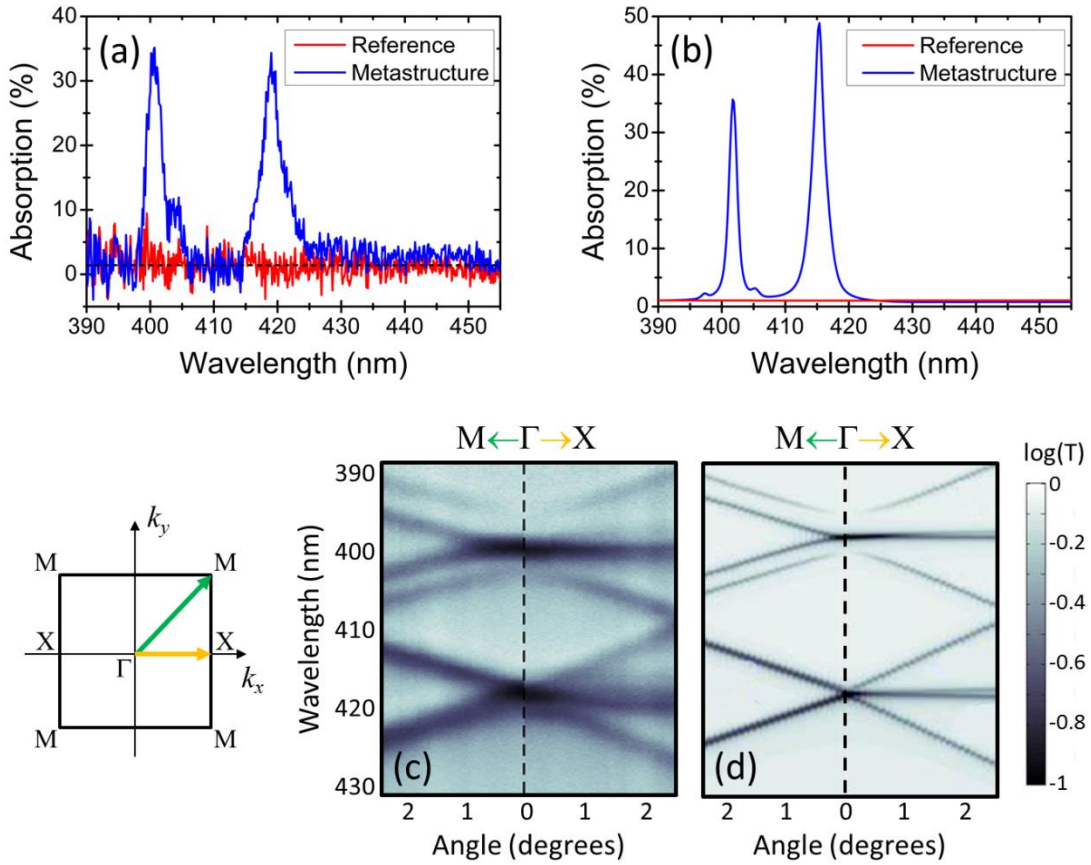 (a)
Reference
Metastructure
Absorption (%)
40
30
20
10
0
390 400 410 420 430 440 450
Wavelength (nm)
(b)
Reference
Metastructure
Absorption (%)
50
40
30
20
10
0
390 400 410 420 430 440 450
Wavelength (nm)
k_y
M M
X Γ X
k_x
M M
M←Γ→X
Wavelength (nm)
390
400
410
420
430
(c)
2 1 0 1 2
Angle (degrees)
M←Γ→X
(d)
2 1 0 1 2
Angle (degrees)
log(T)
0
-0.2
-0.4
-0.6
-0.8
-1